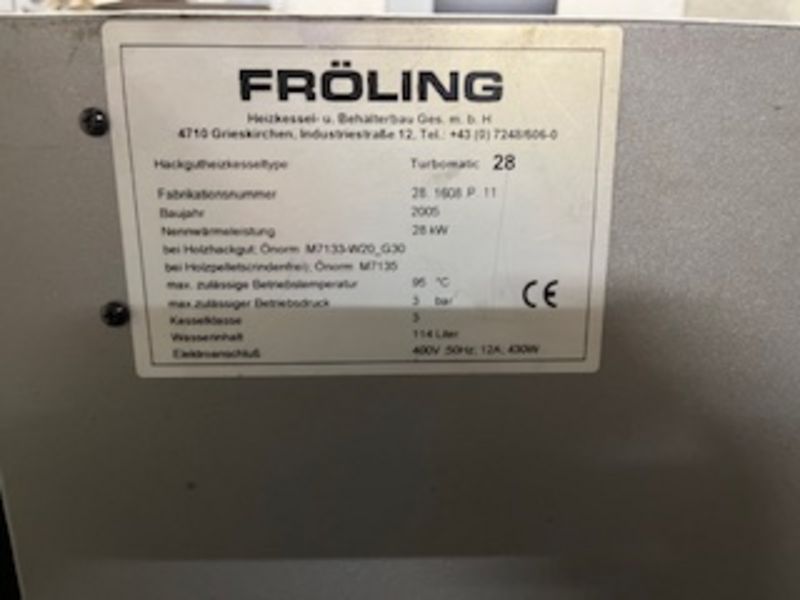 FRÖLING
Heizkessel- u. Behälterbau Ges. m. b. H
4710 Grieskirchen, Industriestraße 12, Tel.: +43 (0) 7248/606-0
Hackgutheizkesseltype Turbomatic 28
Fabrikationsnummer 28 1608 P 11
Baujahr 2005
Nennwärmeleistung 28 kW
bei Holzhackgut; Önorm M7133-W20_G30
bei Holzpellets(rindenfrei); Önorm M7135
max. zulässige Betriebstemperatur 95 °C
max.zulässiger Betriebsdruck 3 bar
Kesselklasse 3
Wasserinhalt 114 Liter
Elektroanschluß 400V ;50Hz; 12A; 430W
CE